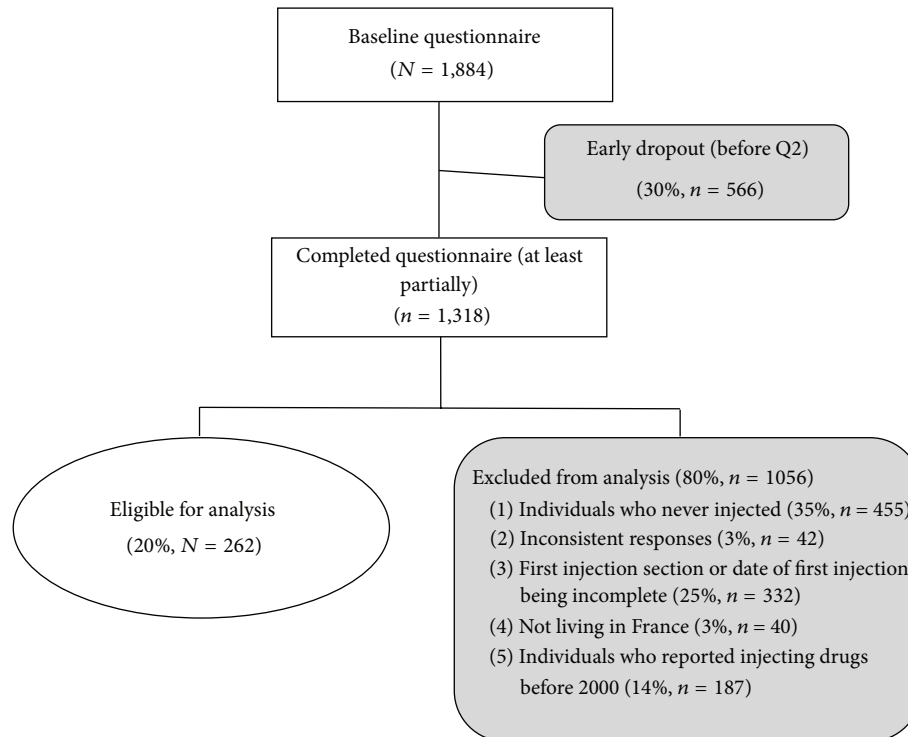 Baseline questionnaire
(N = 1,884)
Early dropout (before Q2)
(30%, n = 566)
Completed questionnaire (at least
partially)
(n = 1,318)
Eligible for analysis
(20%, N = 262)
Excluded from analysis (80%, n = 1056)
(1) Individuals who never injected (35%, n = 455)
(2) Inconsistent responses (3%, n = 42)
(3) First injection section or date of first injection
being incomplete (25%, n = 332)
(4) Not living in France (3%, n = 40)
(5) Individuals who reported injecting drugs
before 2000 (14%, n = 187)